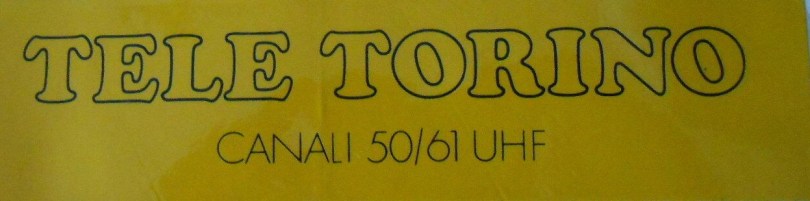 TELE TORINO
CANALI 50/61 UHF